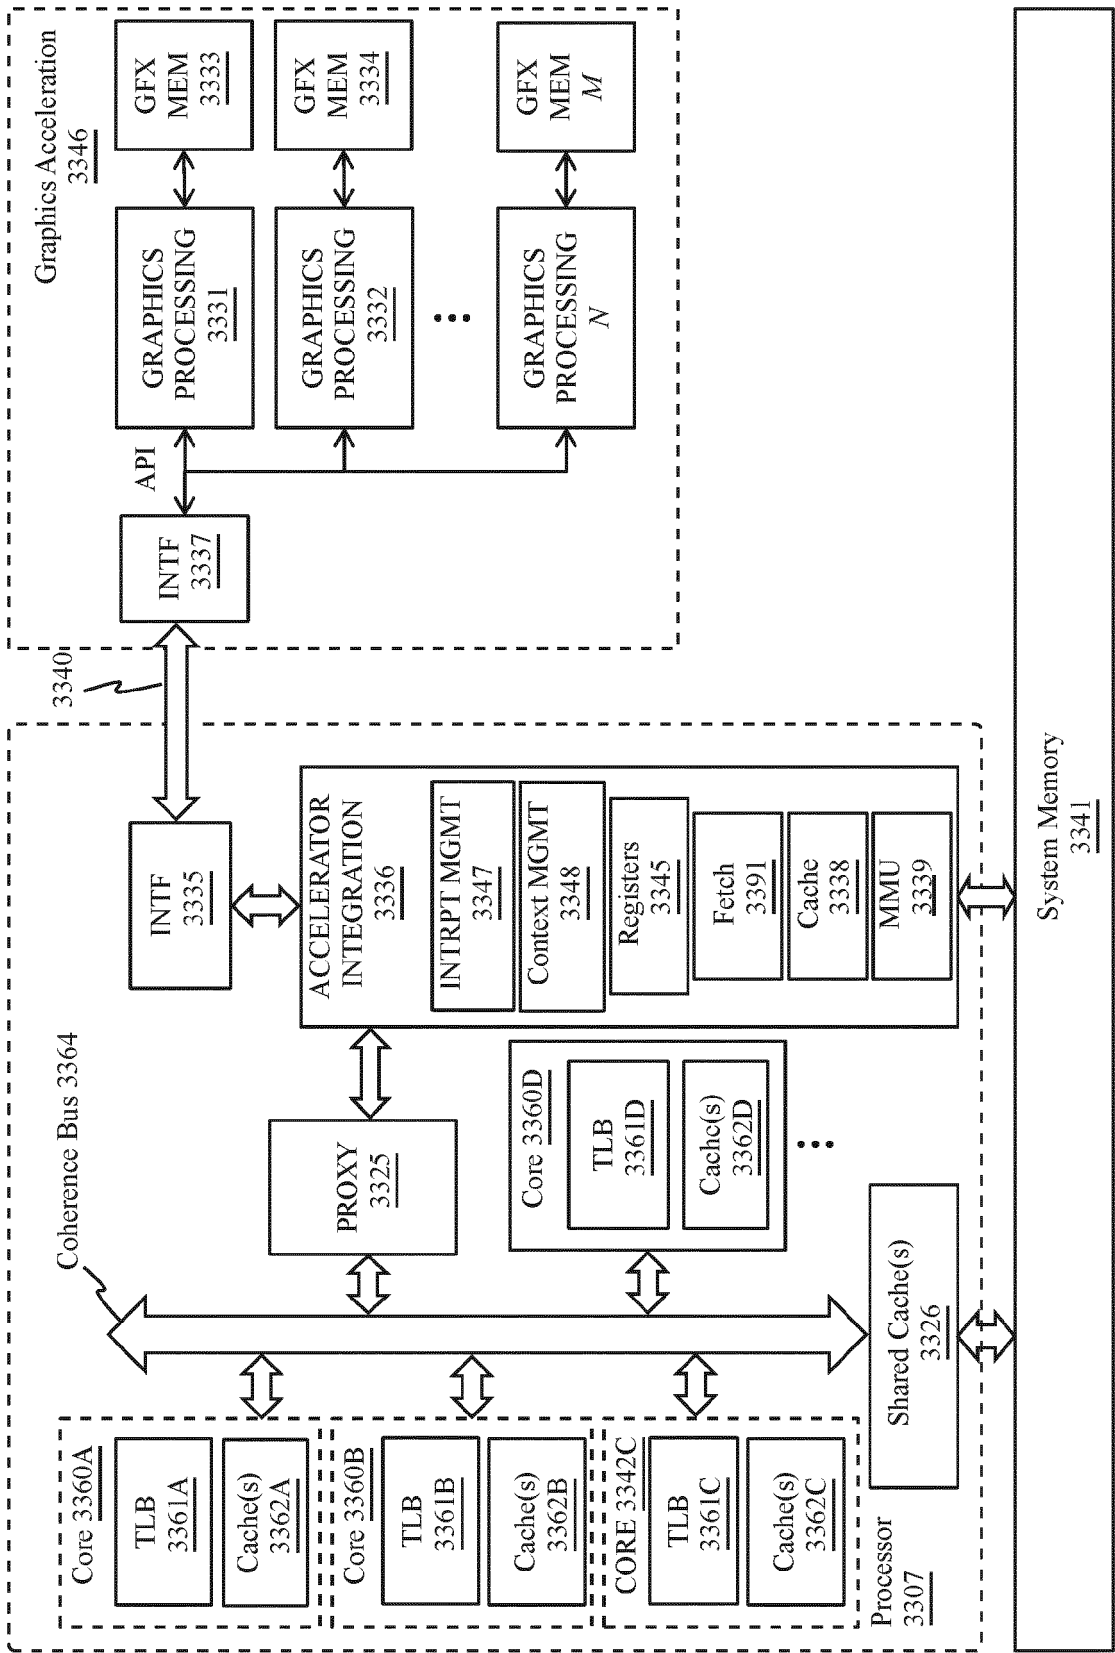 Core 3360A
TLB
3361A
Cache(s)
3362A
Core 3360B
TLB
3361B
Cache(s)
3362B
CORE 3342C
TLB
3361C
Cache(s)
3362C
Processor
3307
Coherence Bus 3364
Shared Cache(s)
3326
PROXY
3325
Core 3360D
TLB
3361D
Cache(s)
3362D
...
INTF
3335
ACCELERATOR
INTEGRATION
3336
INTRPT MGMT
3347
Context MGMT
3348
Registers
3345
Fetch
3391
Cache
3338
MMU
3339
3340
Graphics Acceleration
3346
INTF
3337
API
GRAPHICS
PROCESSING
3331
GFX
MEM
3333
GRAPHICS
PROCESSING
3332
GFX
MEM
3334
...
GRAPHICS
PROCESSING
N
GFX
MEM
M
System Memory
3341